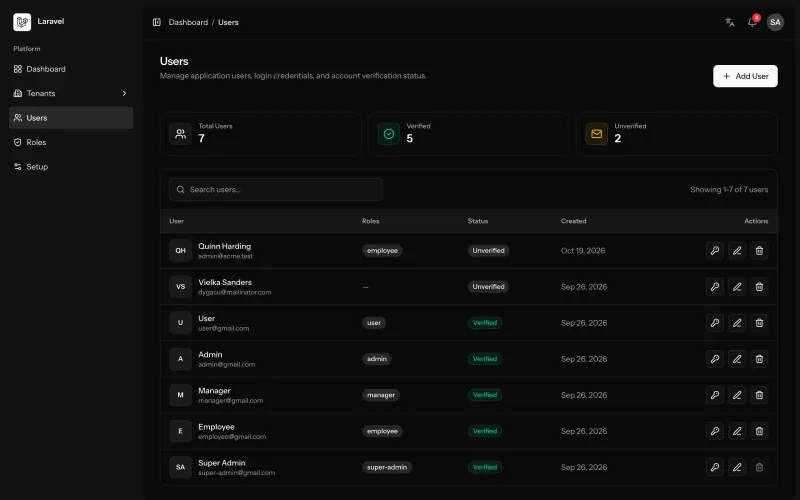 Laravel
Platform
Dashboard
Tenants
Users
Roles
Setup
Dashboard / Users
4
SA
Users
Manage application users, login credentials, and account verification status.
+ Add User
Total Users
7
Verified
5
Unverified
2
Search users...
Showing 1-7 of 7 users
User Roles Status Created Actions
QH Quinn Harding employee Unverified Oct 19, 2026
admin@acme.test
VS Vielka Sanders — Unverified Sep 26, 2026
dygacu@mailinator.com
U User user Verified Sep 26, 2026
user@gmail.com
A Admin admin Verified Sep 26, 2026
admin@gmail.com
M Manager manager Verified Sep 26, 2026
manager@gmail.com
E Employee employee Verified Sep 26, 2026
employee@gmail.com
SA Super Admin super-admin Verified Sep 26, 2026
super-admin@gmail.com